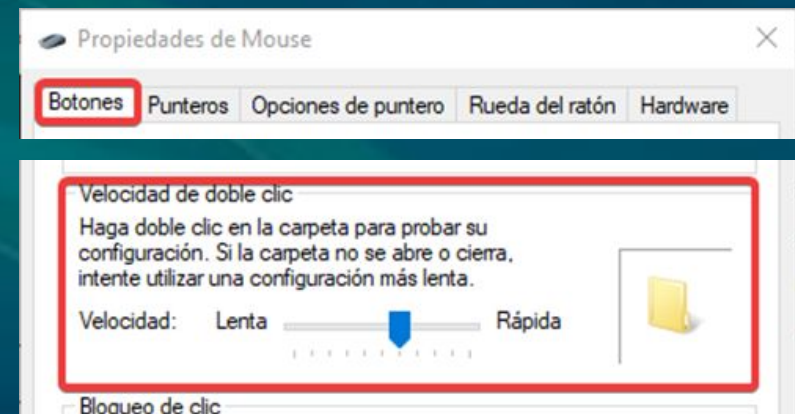 Propiedades de Mouse
Botones Punteros Opciones de puntero Rueda del ratón Hardware
Velocidad de doble clic
Haga doble clic en la carpeta para probar su
configuración. Si la carpeta no se abre o cierra,
intente utilizar una configuración más lenta.
Velocidad: Lenta Rápida
Bloqueo de clic